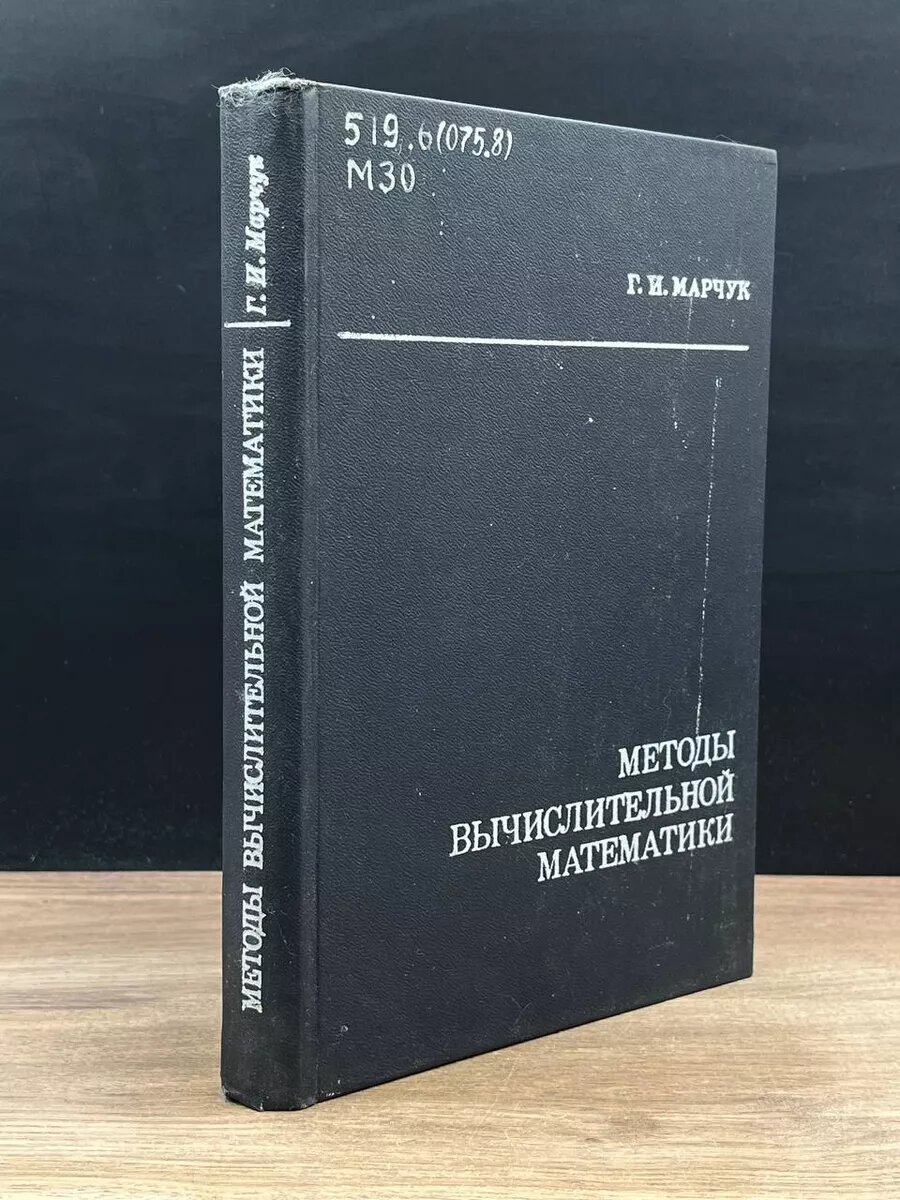 519.6(075.8)
М30
Г. И. МАРЧУК
МЕТОДЫ
ВЫЧИСЛИТЕЛЬНОЙ
МАТЕМАТИКИ
МЕТОДЫ ВЫЧИСЛИТЕЛЬНОЙ МАТЕМАТИКИ Г. И. Марчук